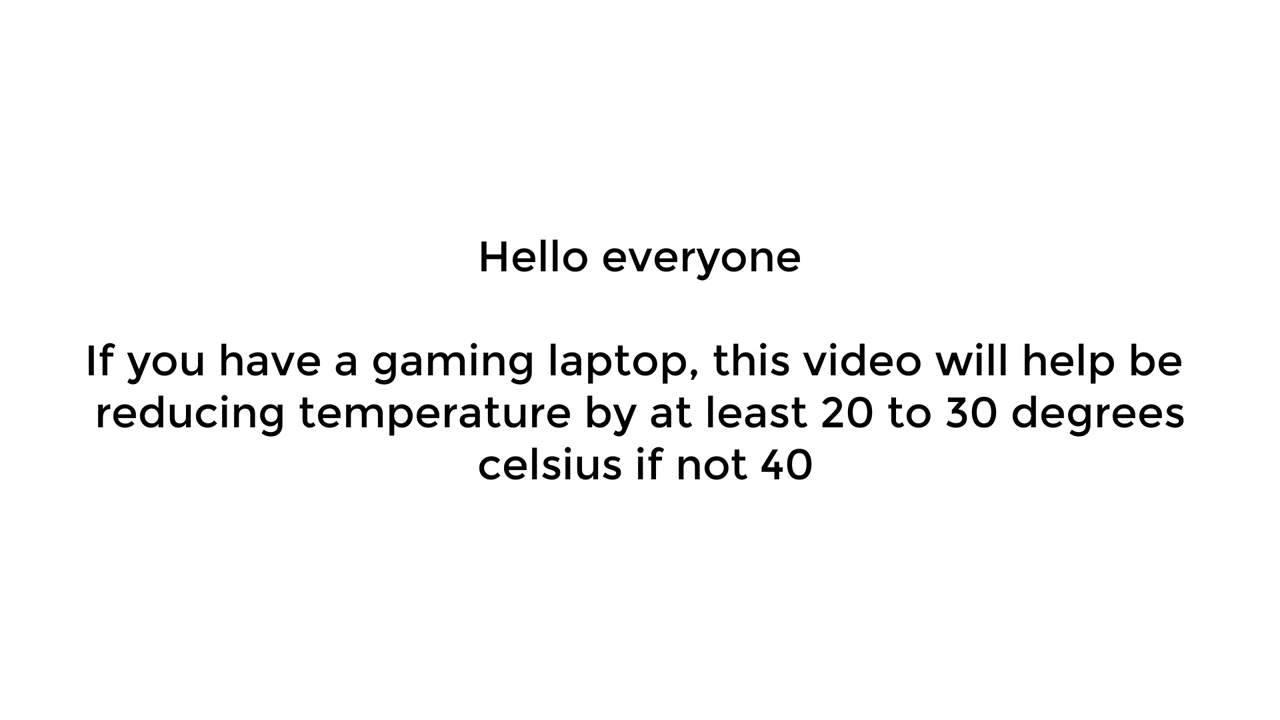 Hello everyone
If you have a gaming laptop, this video will help be
reducing temperature by at least 20 to 30 degrees
celsius if not 40